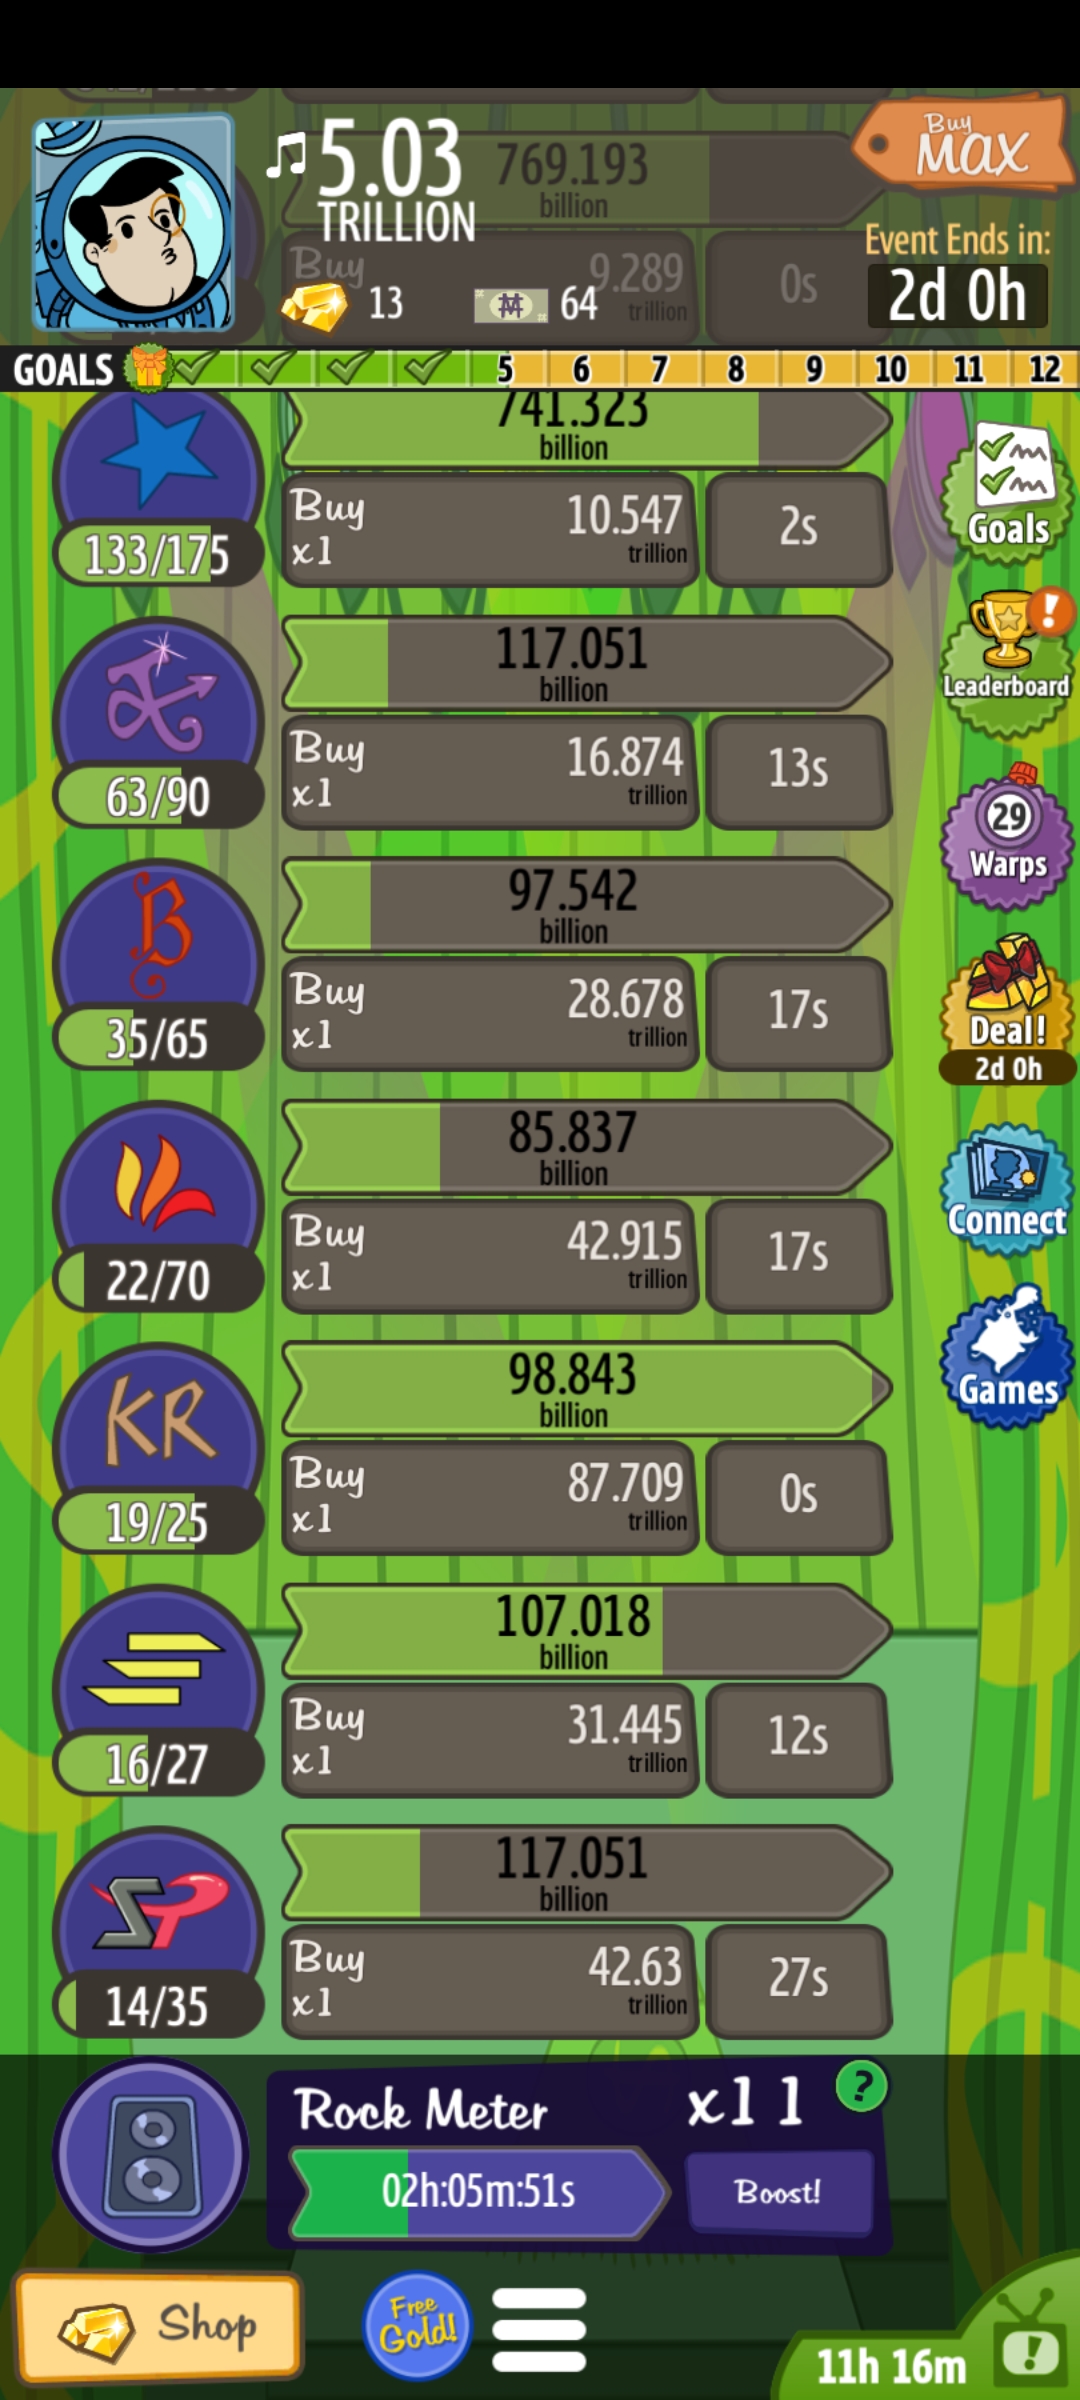 5.03
TRILLION
769.193
billion
Buy
MAX
Event Ends in:
2d 0h
Buy
9.289
trillion
0s
13
64
GOALS 5 6 7 8 9 10 11 12
741.323
billion
Buy
x1
10.547
trillion
2s
133/175
Goals
117.051
billion
Buy
x1
16.874
trillion
13s
63/90
Leaderboard
29
Warps
B
97.542
billion
Buy
x1
28.678
trillion
17s
35/65
Deal!
2d 0h
85.837
billion
Buy
x1
42.915
trillion
17s
22/70
Connect
KR
98.843
billion
Buy
x1
87.709
trillion
0s
19/25
Games
107.018
billion
Buy
x1
31.445
trillion
12s
16/27
SP
117.051
billion
Buy
x1
42.63
trillion
27s
14/35
Rock Meter
x11
?
02h:05m:51s
Boost!
Shop
Free
Gold!
11h 16m